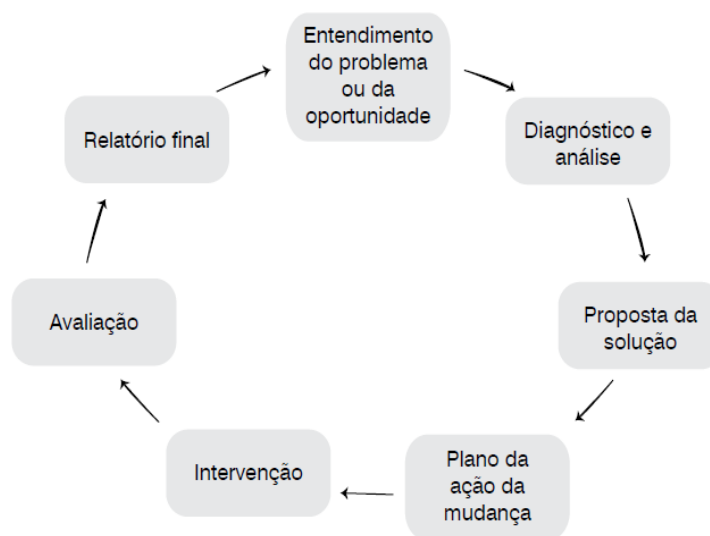 Entendimento
do problema
ou da
oportunidade
Diagnóstico e
análise
Proposta da
solução
Plano da
ação da
mudança
Intervenção
Avaliação
Relatório final